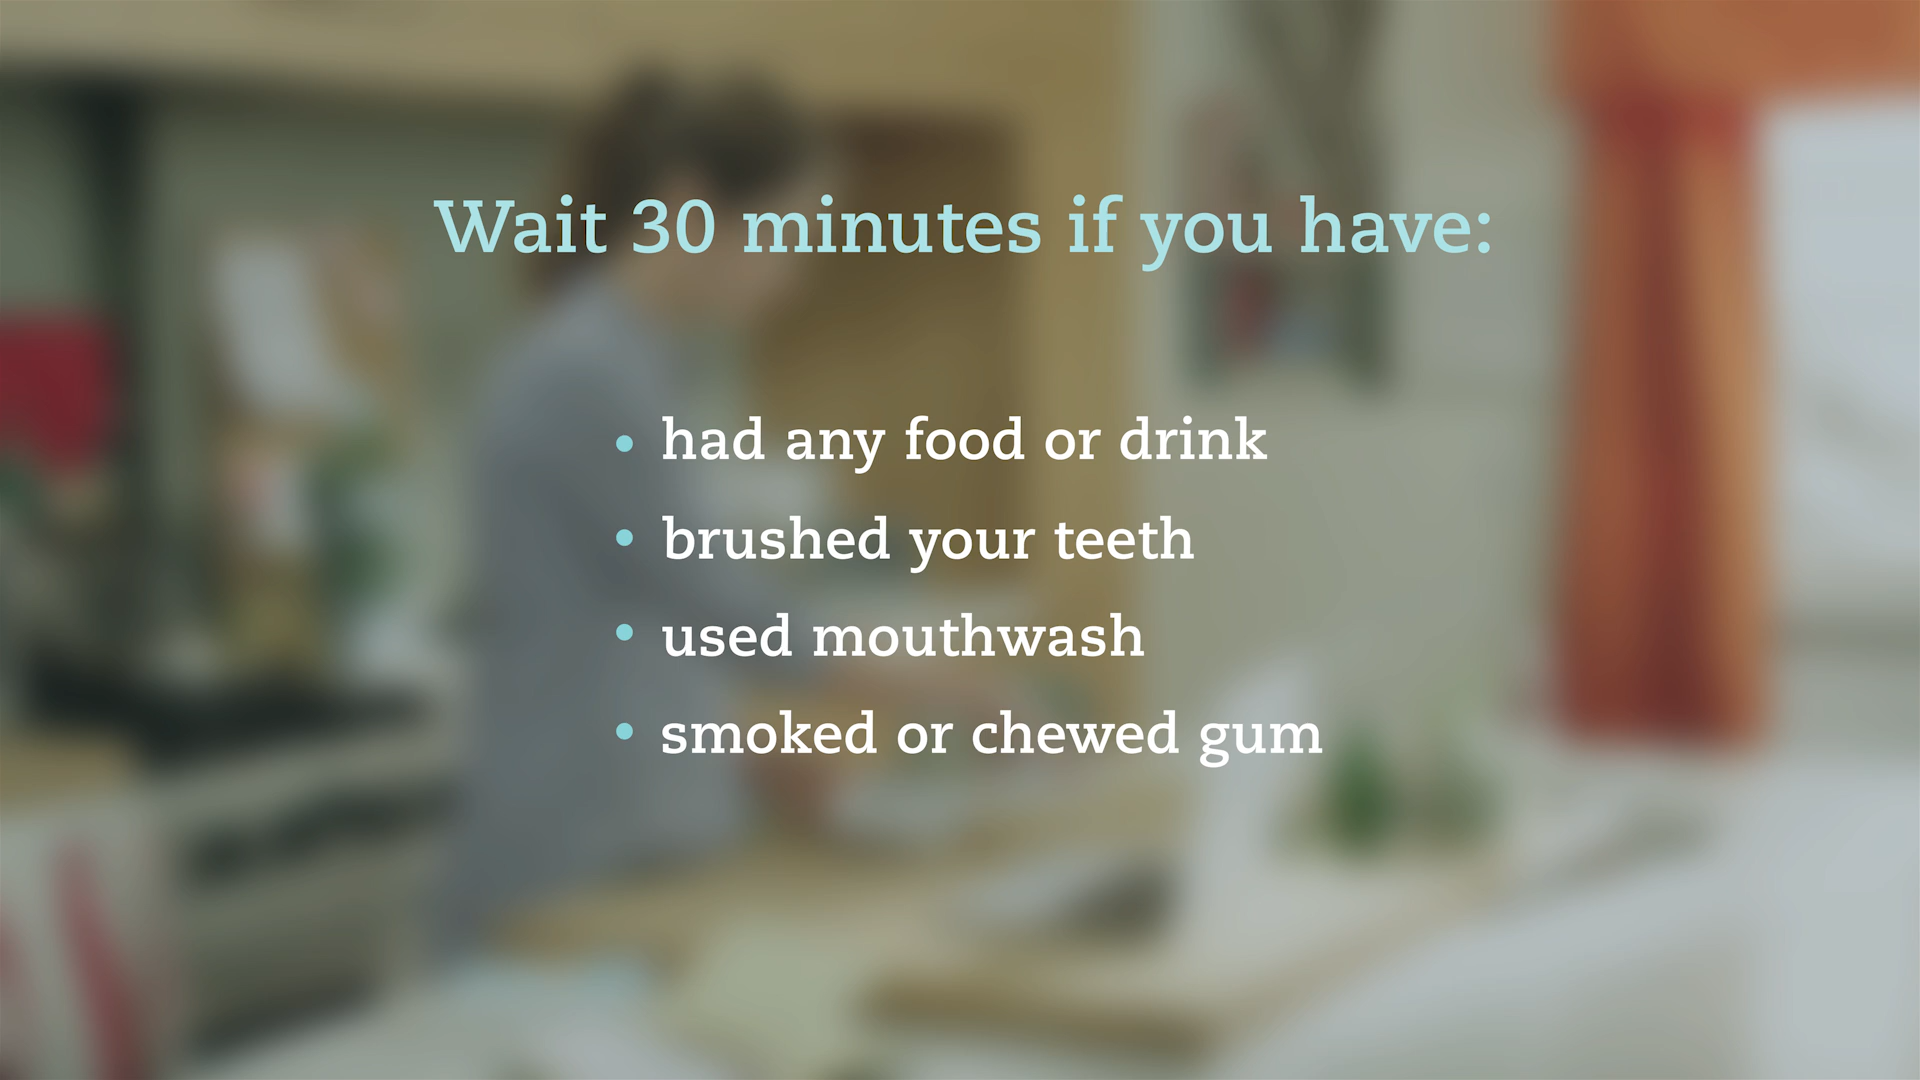 Wait 30 minutes if you have:
• had any food or drink
• brushed your teeth
• used mouthwash
• smoked or chewed gum